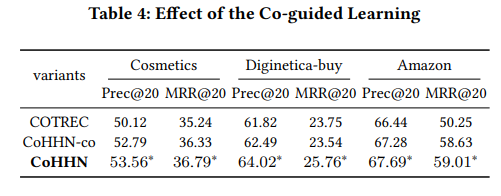 Table 4: Effect of the Co-guided Learning
variants Cosmetics Diginetica-buy Amazon
Prec@20 MRR@20 Prec@20 MRR@20 Prec@20 MRR@20
COTREC 50.12 35.24 61.82 23.75 66.44 50.25
CoHHN-co 52.79 36.33 62.49 23.54 67.28 58.63
CoHHN 53.56* 36.79* 64.02* 25.76* 67.69* 59.01*